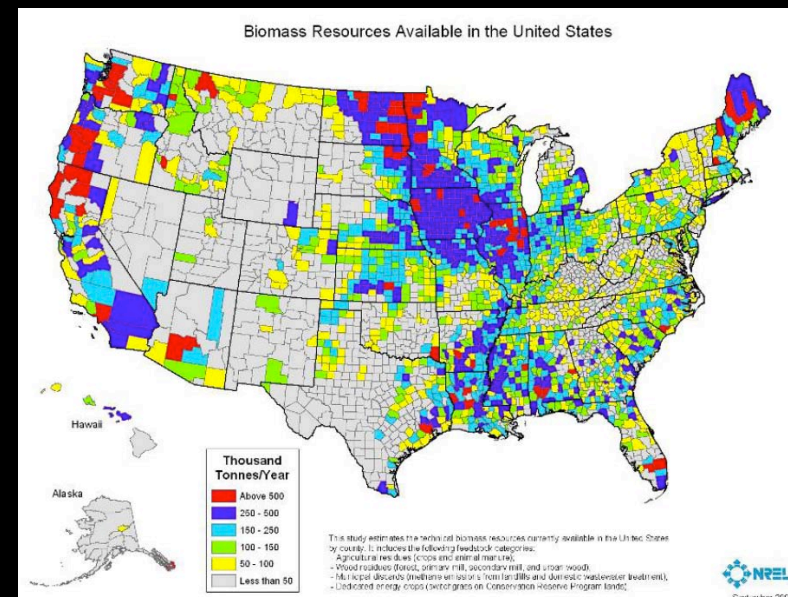 Biomass Resources Available in the United States
Hawaii
Alaska
Thousand
Tonnes/Year
Above 500
250 - 500
150 - 250
100 - 150
50 - 100
Less than 50
This study estimates the technical biomass resources currently available in the United States
by county. It includes the following feedstock categories:
- Agricultural residues (crops and animal manure);
- Wood residues (forest, primary mill, secondary mill, and urban wood);
- Municipal discards (methane emissions from landfills and domestic wastewater treatment);
- Dedicated energy crops (switchgrass on Conservation Reserve Program lands).
NREL